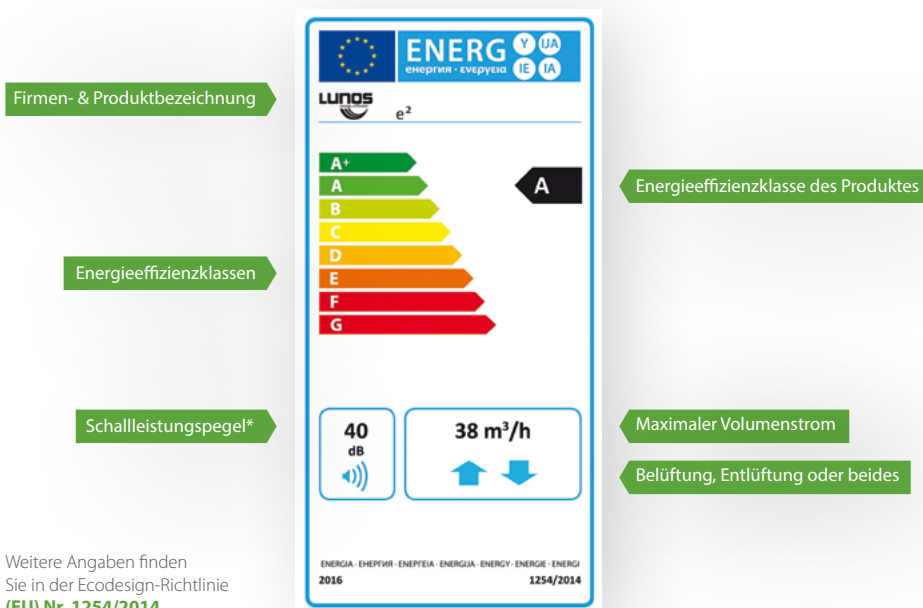 ENERG Y IJA
енергия · ενεργεια IE IA
Firmen- & Produktbezeichnung
LUNOS
e²
A+
A
A
Energieeffizienzklasse des Produktes
B
C
D
Energieeffizienzklassen
E
F
G
Schallleistungspegel*
40
dB
38 m³/h
Maximaler Volumenstrom
Belüftung, Entlüftung oder beides
Weitere Angaben finden
Sie in der Ecodesign-Richtlinie
(EU) Nr. 1254/2014
ENERGIA · ЕНЕРГИЯ · ΕΝΕΡΓΕΙΑ · ENERGIJA · ENERGY · ENERGIE · ENERGI
2016 1254/2014